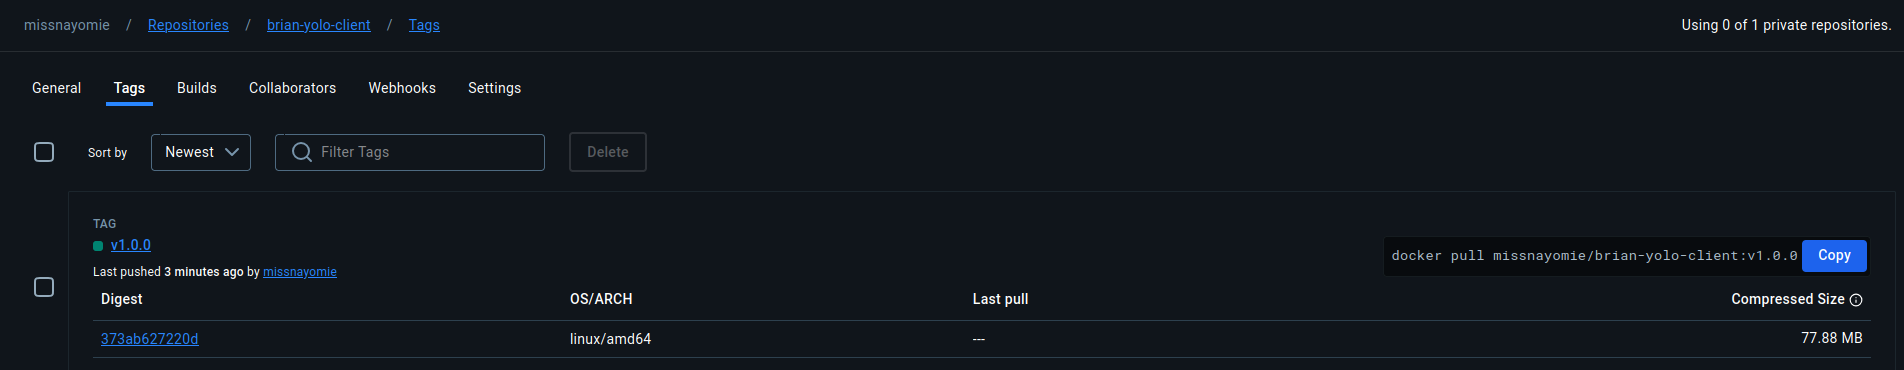 missnayomie / Repositories / brian-yolo-client / Tags
Using 0 of 1 private repositories.
General Tags Builds Collaborators Webhooks Settings
Sort by Newest Filter Tags Delete
TAG
v1.0.0
docker pull missnayomie/brian-yolo-client:v1.0.0 Copy
Last pushed 3 minutes ago by missnayomie
Digest OS/ARCH Last pull Compressed Size
373ab627220d linux/amd64 --- 77.88 MB